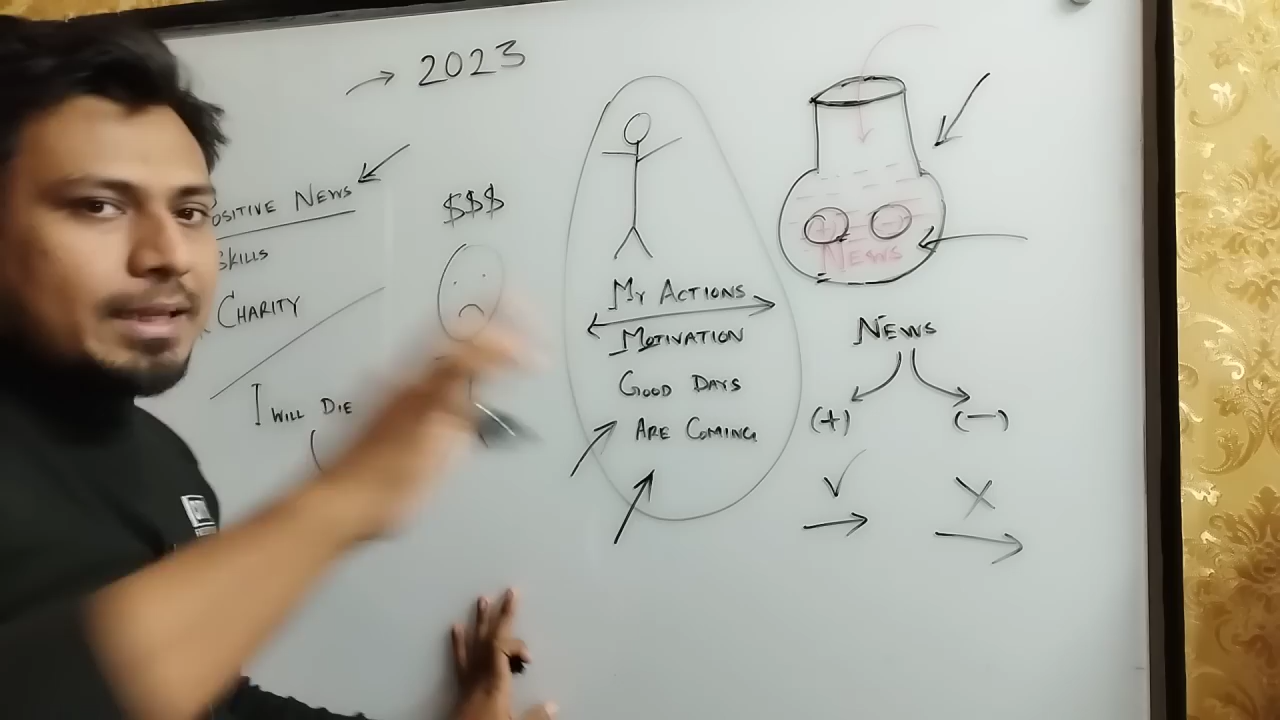 2023
POSITIVE NEWS
SKILLS
CHARITY
I WILL DIE
$$$
MY ACTIONS
MOTIVATION
GOOD DAYS
ARE COMING
NEWS
NEWS
(+) (-)